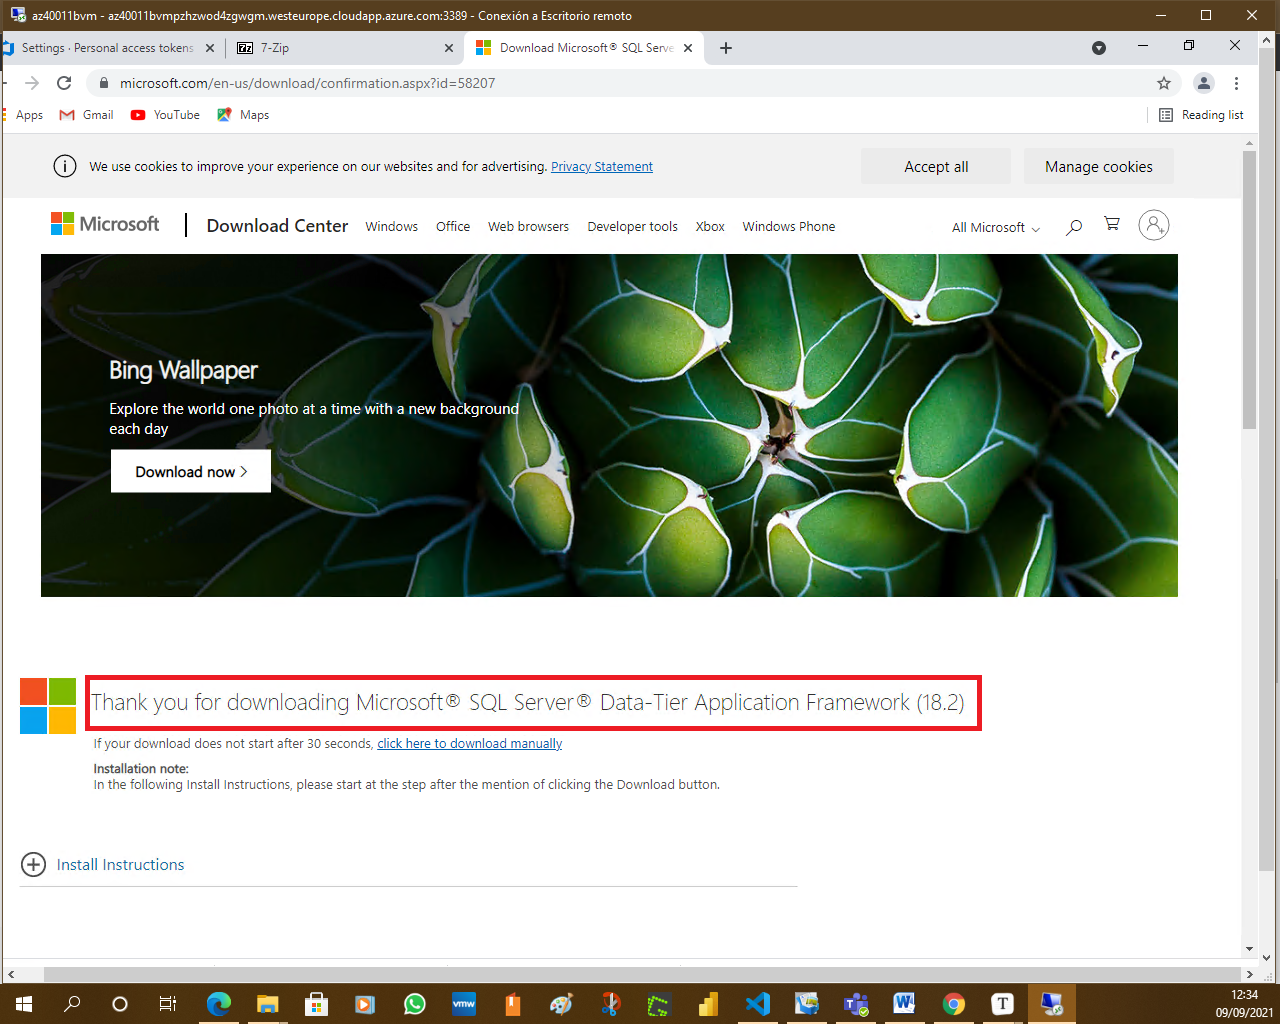 az40011bvm - az40011bvmpzhzwod4zgwgm.westeurope.cloudapp.azure.com:3389 - Conexión a Escritorio remoto
Settings · Personal access tokens
7-Zip
Download Microsoft® SQL Serve
microsoft.com/en-us/download/confirmation.aspx?id=58207
Apps
Gmail
YouTube
Maps
Reading list
We use cookies to improve your experience on our websites and for advertising. Privacy Statement
Accept all
Manage cookies
Microsoft
Download Center
Windows
Office
Web browsers
Developer tools
Xbox
Windows Phone
All Microsoft
Bing Wallpaper
Explore the world one photo at a time with a new background
each day
Download now
Thank you for downloading Microsoft® SQL Server® Data-Tier Application Framework (18.2)
If your download does not start after 30 seconds, click here to download manually
Installation note:
In the following Install Instructions, please start at the step after the mention of clicking the Download button.
Install Instructions
vmw
12:34
09/09/2021